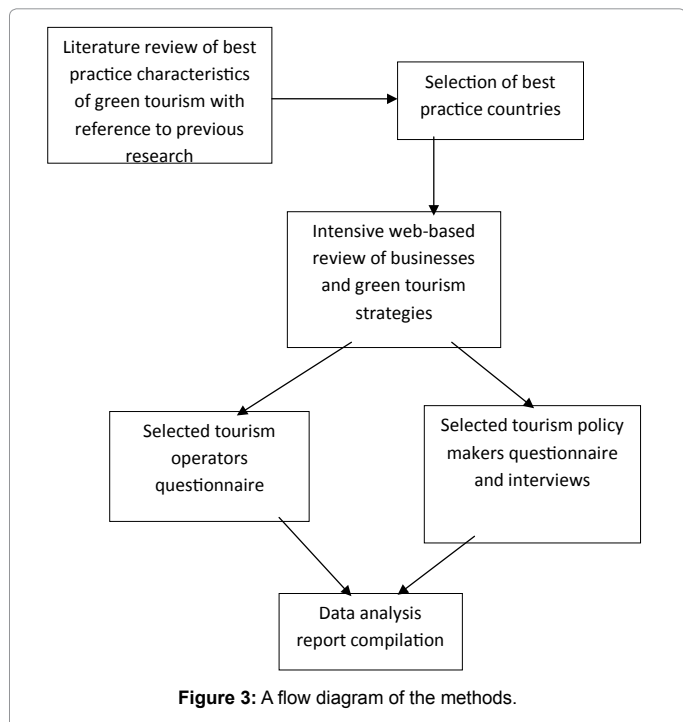 Literature review of best
practice characteristics
of green tourism with
reference to previous
research
Selection of best
practice countries
Intensive web-based
review of businesses
and green tourism
strategies
Selected tourism
operators
questionnaire
Selected tourism policy
makers questionnaire
and interviews
Data analysis
report compilation
Figure 3: A flow diagram of the methods.